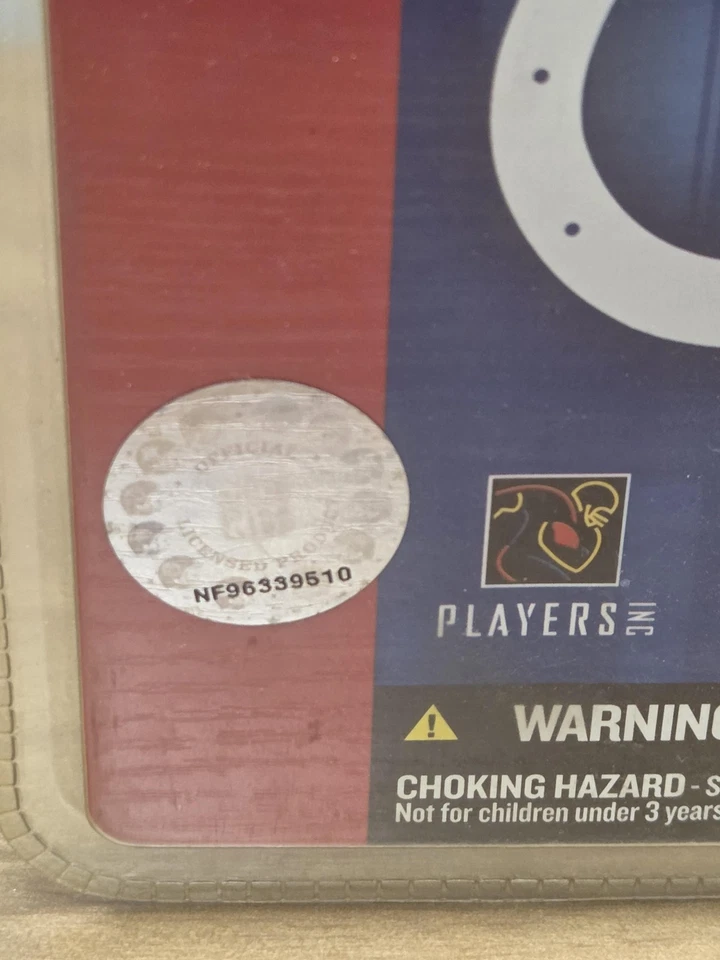 OFFICIAL
LICENSED PRODUCT
NF96339510
PLAYERS INC
WARNING
CHOKING HAZARD - S
Not for children under 3 years